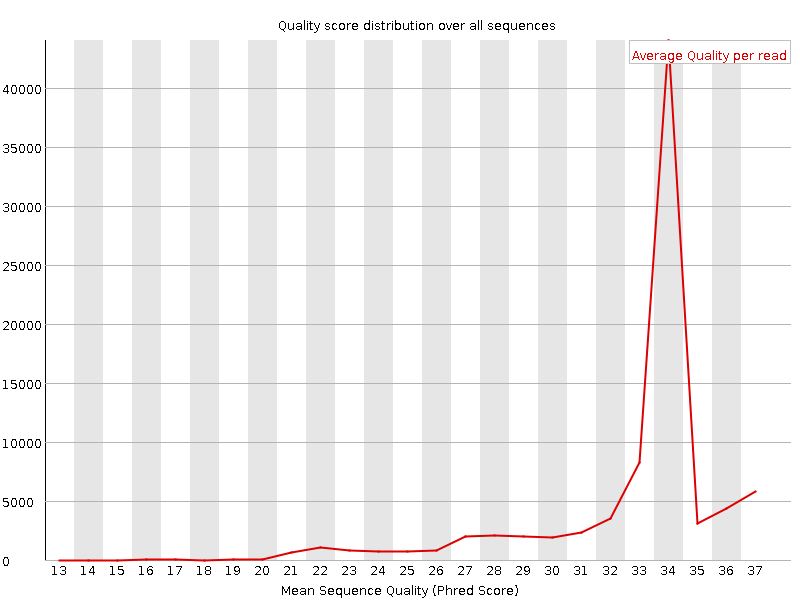 Quality score distribution over all sequences
Average Quality per read
40000
35000
30000
25000
20000
15000
10000
5000
0
13 14 15 16 17 18 19 20 21 22 23 24 25 26 27 28 29 30 31 32 33 34 35 36 37
Mean Sequence Quality (Phred Score)